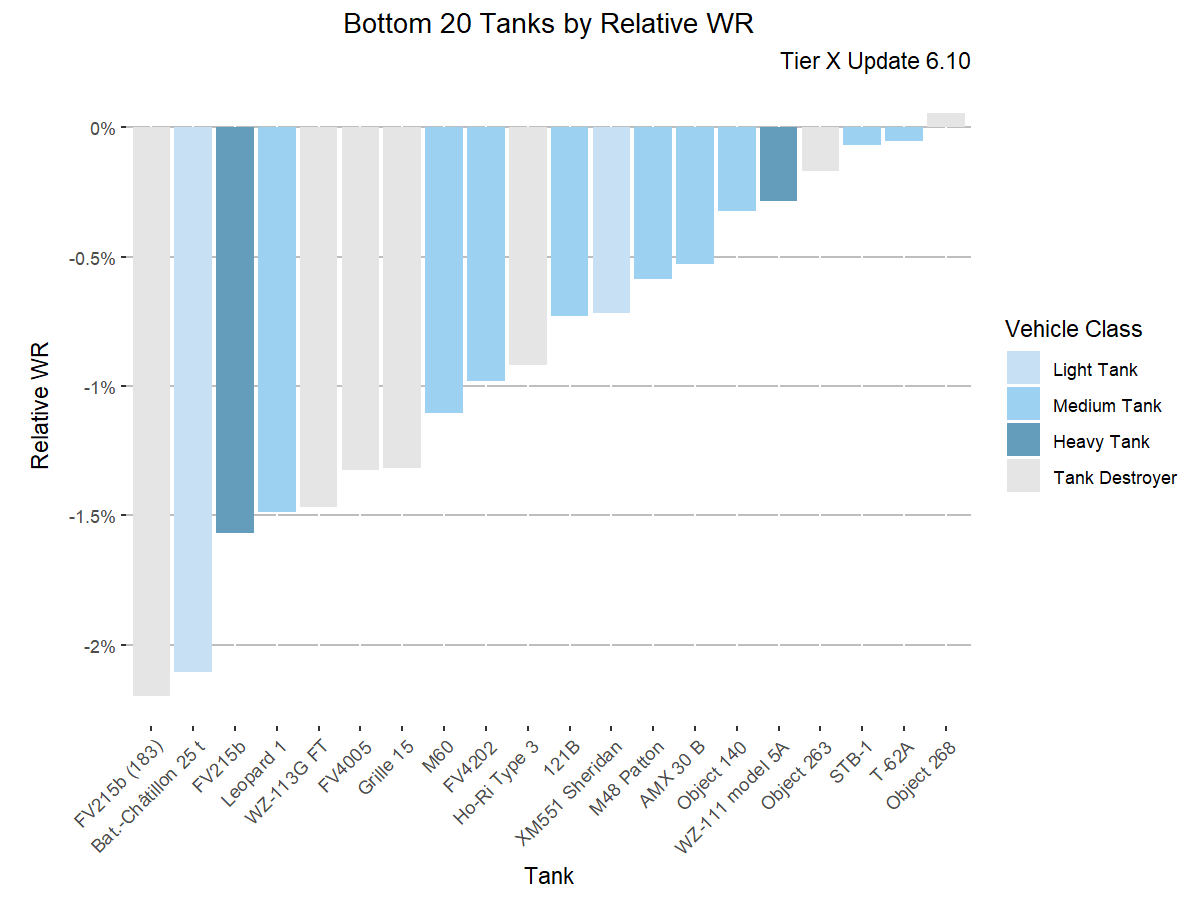 Bottom 20 Tanks by Relative WR
Tier X Update 6.10
0%
-0.5%
-1%
-1.5%
-2%
Relative WR
FV215b (183)
Bat.-Châtillon 25 t
FV215b
Leopard 1
WZ-113G FT
FV4005
Grille 15
M60
FV4202
Ho-Ri Type 3
121B
XM551 Sheridan
M48 Patton
AMX 30 B
Object 140
WZ-111 model 5A
Object 263
STB-1
T-62A
Object 268
Tank
Vehicle Class
Light Tank
Medium Tank
Heavy Tank
Tank Destroyer